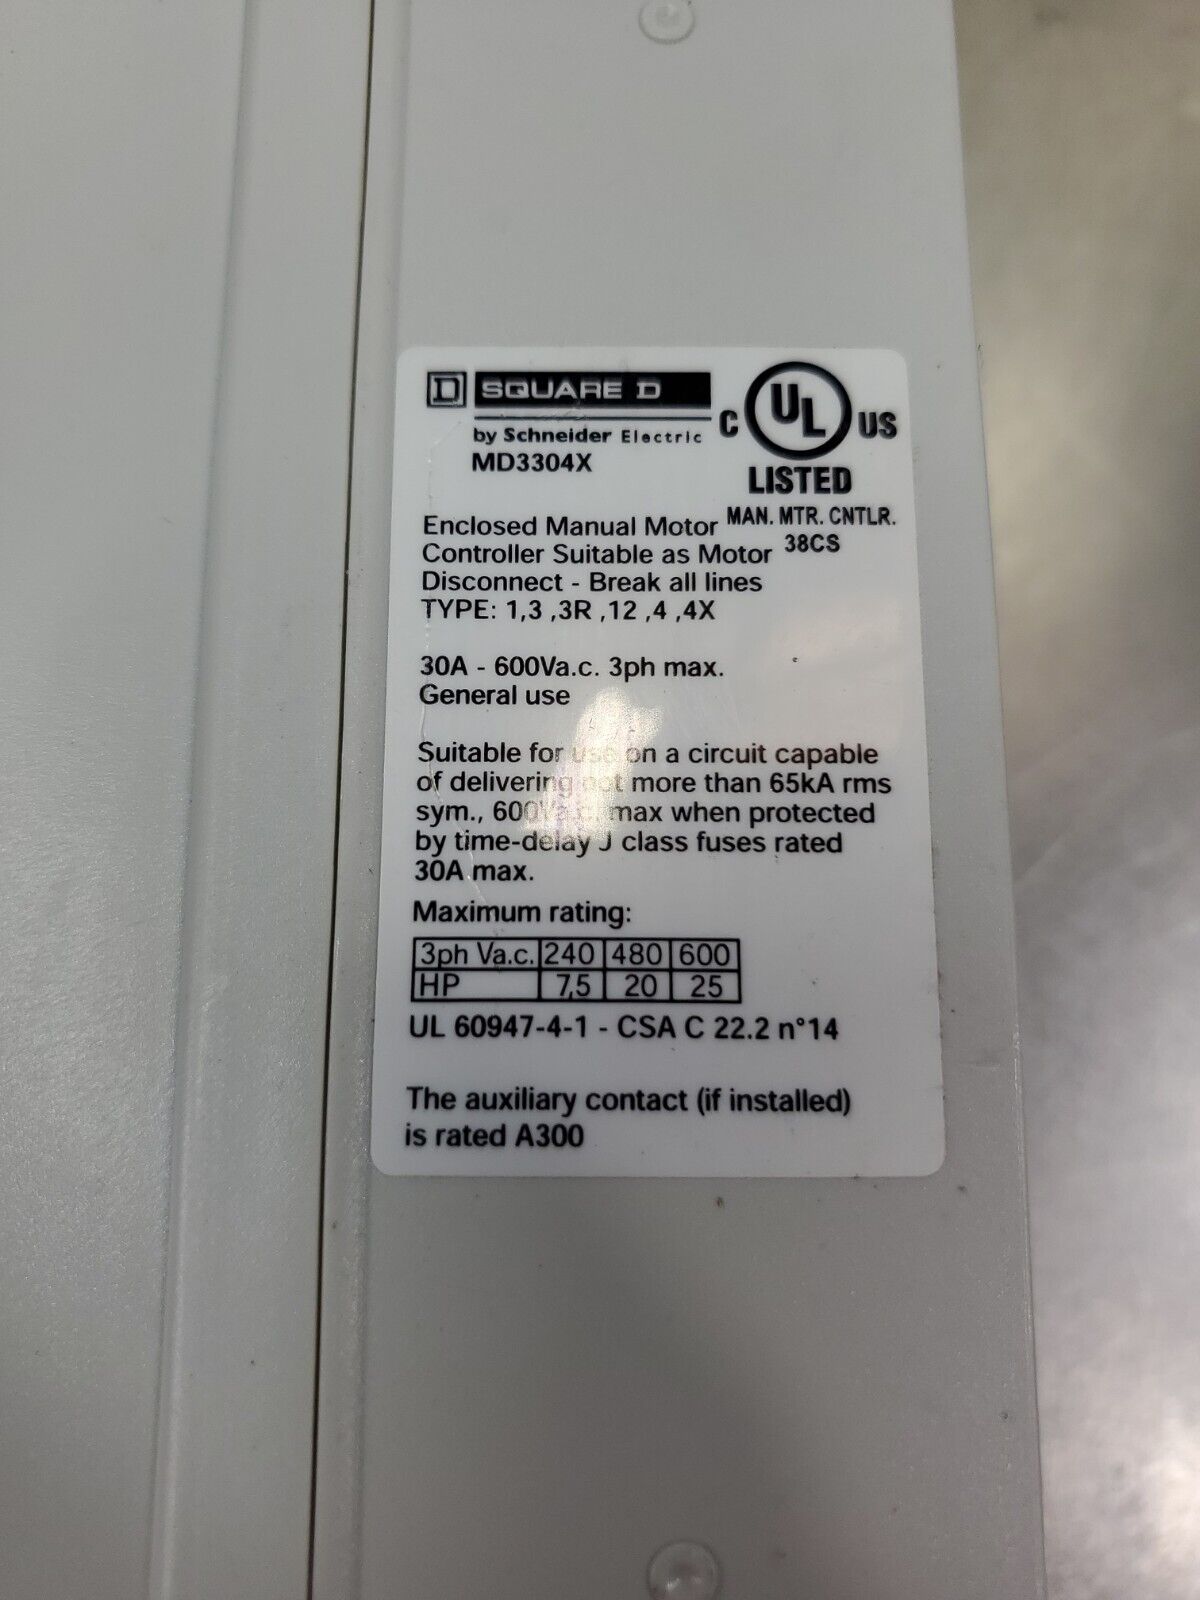 D SQUARE D
by Schneider Electric
MD3304X
C UL US
LISTED
MAN. MTR. CNTLR.
38CS
Enclosed Manual Motor
Controller Suitable as Motor
Disconnect - Break all lines
TYPE: 1,3 ,3R ,12 ,4 ,4X
30A - 600Va.c. 3ph max.
General use
Suitable for use on a circuit capable
of delivering not more than 65kA rms
sym., 600Va.c. max when protected
by time-delay J class fuses rated
30A max.
Maximum rating:
3ph Va.c. 240 480 600
HP 7,5 20 25
UL 60947-4-1 - CSA C 22.2 n°14
The auxiliary contact (if installed)
is rated A300